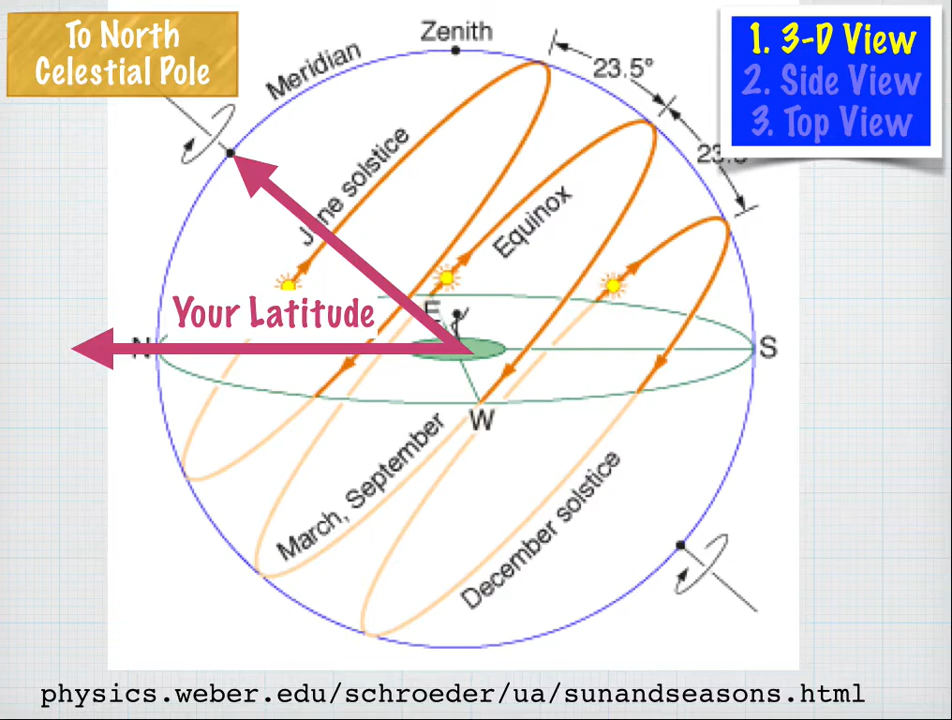 To North
Celestial Pole
Meridian
Zenith
23.5°
1. 3-D View
2. Side View
3. Top View
June solstice
Equinox
Your Latitude
E
N
S
W
March, September
December solstice
physics.weber.edu/schroeder/ua/sunandseasons.html